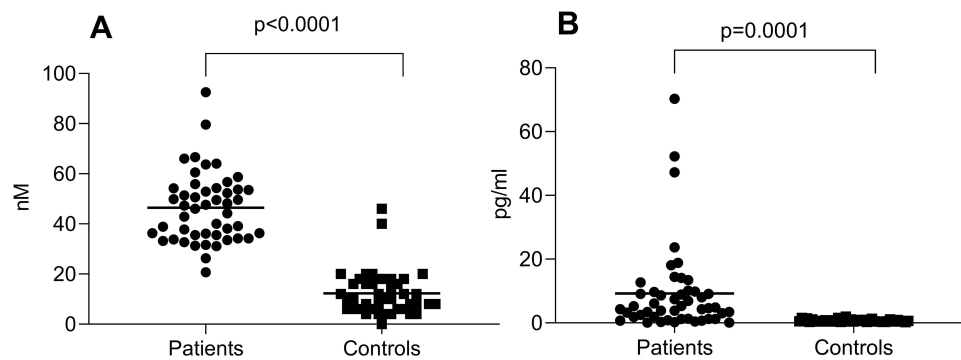 A
p<0.0001
nM
100
80
60
40
20
0
Patients
Controls
B
p=0.0001
pg/ml
80
60
40
20
0
Patients
Controls